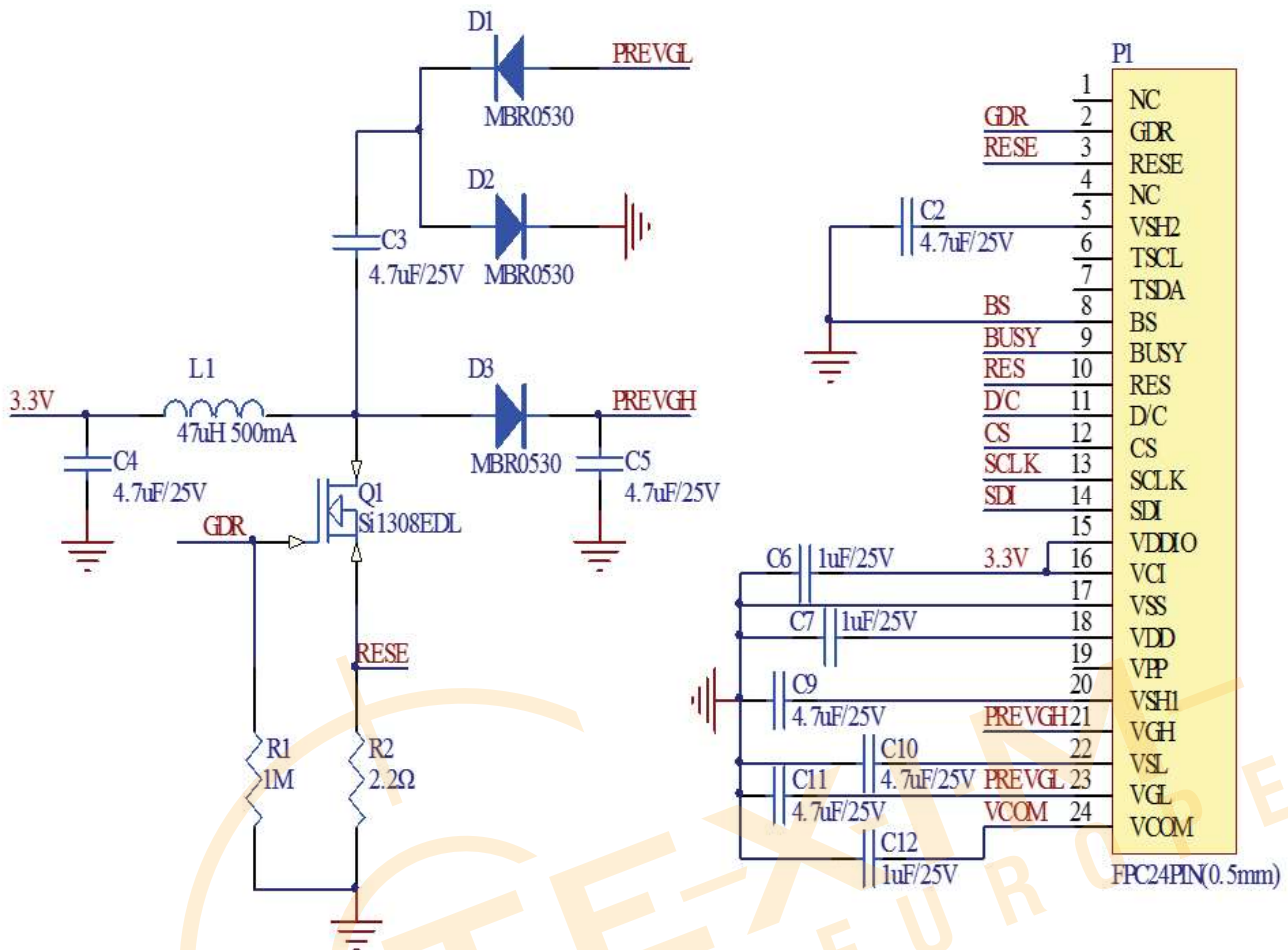 D1
PREVGL
MBR0530
D2
MBR0530
C3
4.7uF/25V
L1
3.3V
47uH 500mA
D3
PREVGH
MBR0530
C4
4.7uF/25V
C5
4.7uF/25V
Q1
Si1308EDL
GDR
RESE
R1
1M
R2
2.2Ω
P1
1 NC
GDR 2 GDR
RESE 3 RESE
4 NC
C2
4.7uF/25V
5 VSH2
6 TSCL
7 TSDA
BS 8 BS
BUSY 9 BUSY
RES 10 RES
D/C 11 D/C
CS 12 CS
SCLK 13 SCLK
SDI 14 SDI
15 VDDIO
C6 1uF/25V 3.3V 16 VCI
17 VSS
C7 1uF/25V 18 VDD
19 VPP
C9
4.7uF/25V
20 VSH1
PREVGH 21 VGH
C10
4.7uF/25V
22 VSL
C11
4.7uF/25V
PREVGL 23 VGL
VCOM 24 VCOM
C12
1uF/25V
FPC24PIN(0.5mm)
TEXIM
EUROPE